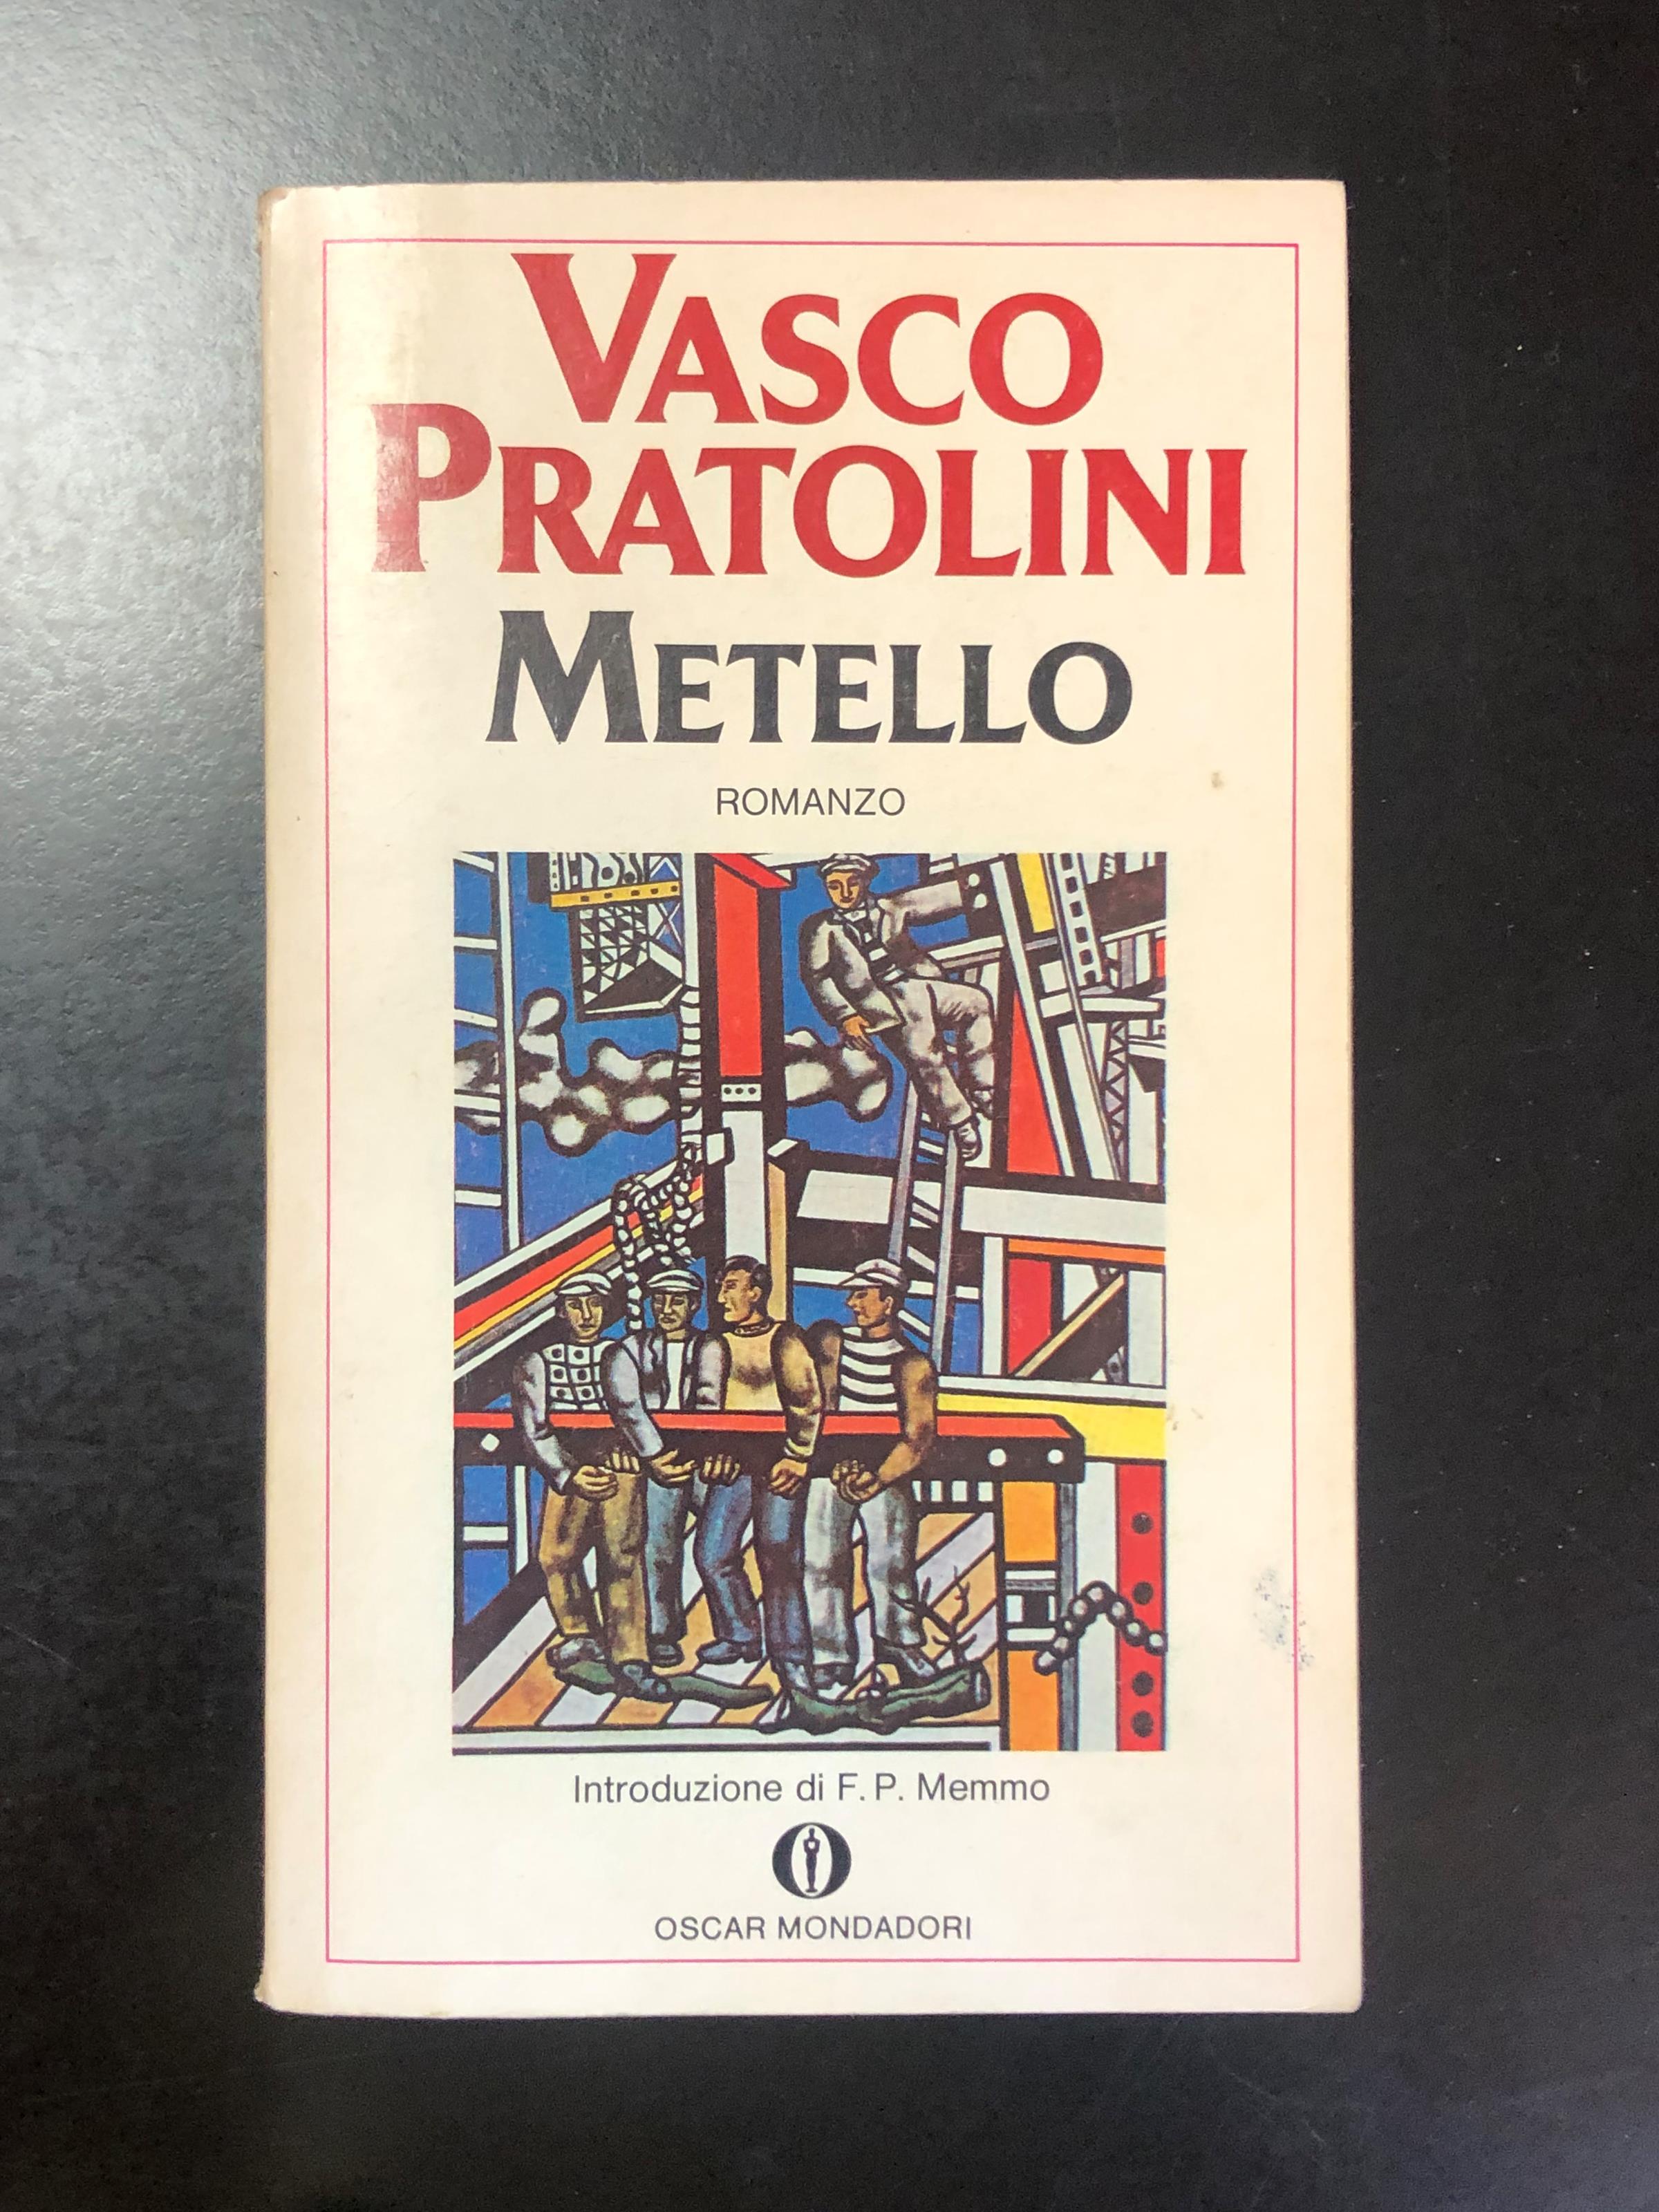 VASCO
PRATOLINI
METELLO
ROMANZO
Introduzione di F. P. Memmo
OSCAR MONDADORI